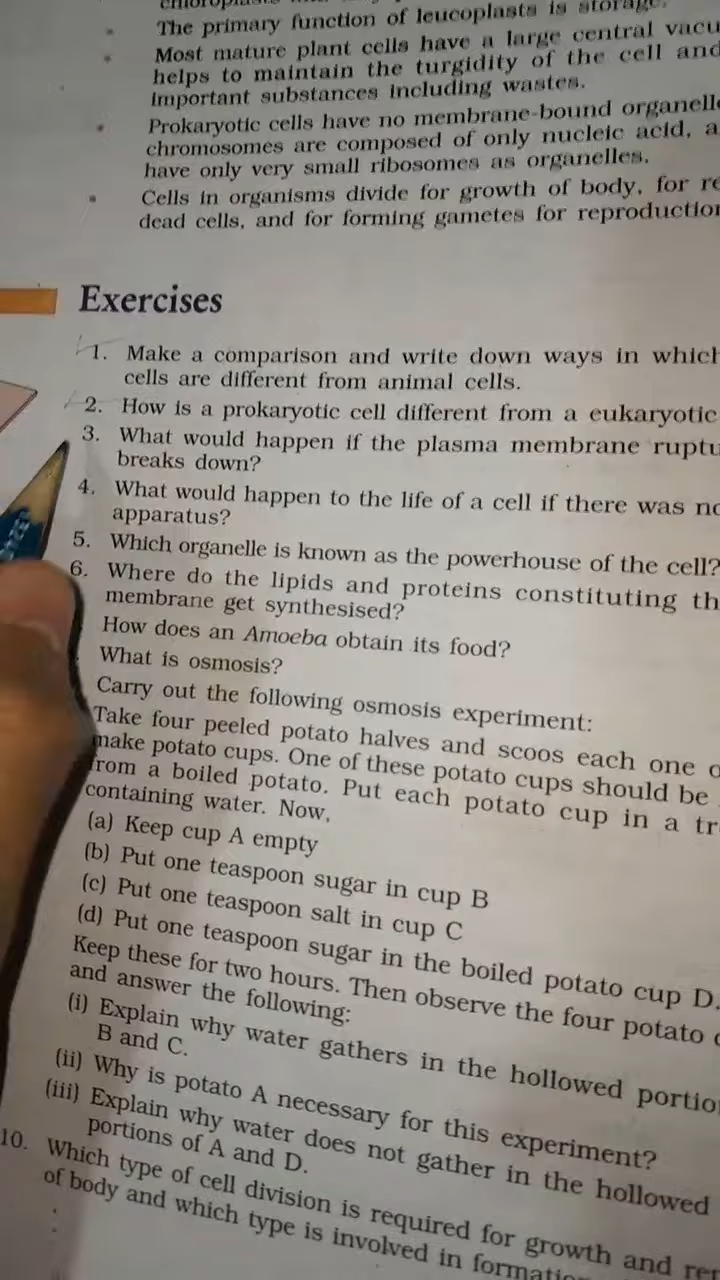 The primary function of leucoplasts is storage.
Most mature plant cells have a large central vacu
helps to maintain the turgidity of the cell and
important substances including wastes.
Prokaryotic cells have no membrane-bound organelle
chromosomes are composed of only nucleic acid, a
have only very small ribosomes as organelles.
Cells in organisms divide for growth of body, for re
dead cells, and for forming gametes for reproduction
Exercises
1. Make a comparison and write down ways in which
cells are different from animal cells.
2. How is a prokaryotic cell different from a eukaryotic
3. What would happen if the plasma membrane ruptu
breaks down?
4. What would happen to the life of a cell if there was no
apparatus?
5. Which organelle is known as the powerhouse of the cell?
6. Where do the lipids and proteins constituting th
membrane get synthesised?
How does an Amoeba obtain its food?
What is osmosis?
Carry out the following osmosis experiment:
Take four peeled potato halves and scoos each one o
make potato cups. One of these potato cups should be
from a boiled potato. Put each potato cup in a tr
containing water. Now,
(a) Keep cup A empty
(b) Put one teaspoon sugar in cup B
(c) Put one teaspoon salt in cup C
(d) Put one teaspoon sugar in the boiled potato cup D.
Keep these for two hours. Then observe the four potato c
and answer the following:
(i) Explain why water gathers in the hollowed portio
B and C.
(ii) Why is potato A necessary for this experiment?
(iii) Explain why water does not gather in the hollowed
portions of A and D.
10. Which type of cell division is required for growth and rep
of body and which type is involved in formatio